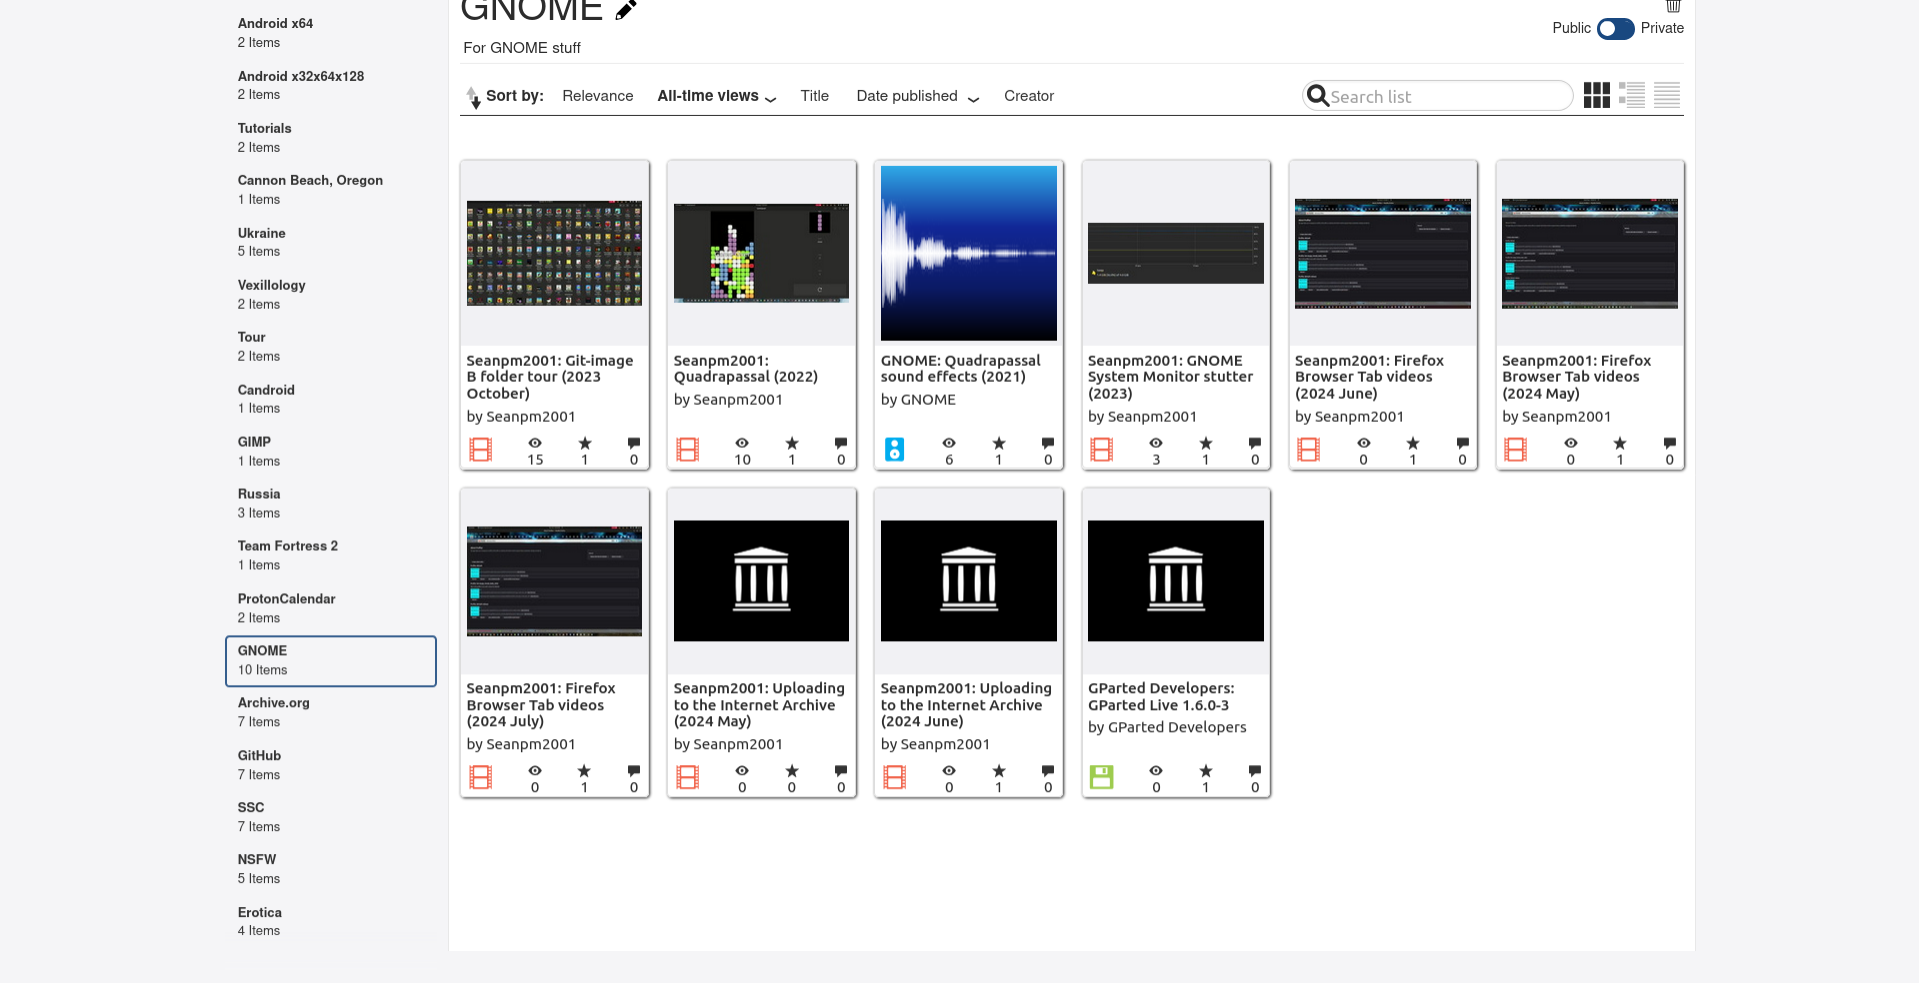 Android x64
2 Items
Android x32x64x128
2 Items
Tutorials
2 Items
Cannon Beach, Oregon
1 Items
Ukraine
5 Items
Vexillology
2 Items
Tour
2 Items
Candroid
1 Items
GIMP
1 Items
Russia
3 Items
Team Fortress 2
1 Items
ProtonCalendar
2 Items
GNOME
10 Items
Archive.org
7 Items
GitHub
7 Items
SSC
7 Items
NSFW
5 Items
Erotica
4 Items
GNOME
For GNOME stuff
Public Private
Sort by: Relevance All-time views Title Date published Creator
Search list
Seanpm2001: Git-image
B folder tour (2023
October)
by Seanpm2001
15 1 0
Seanpm2001:
Quadrapassal (2022)
by Seanpm2001
10 1 0
GNOME: Quadrapassal
sound effects (2021)
by GNOME
6 1 0
Seanpm2001: GNOME
System Monitor stutter
(2023)
by Seanpm2001
3 1 0
Seanpm2001: Firefox
Browser Tab videos
(2024 June)
by Seanpm2001
0 1 0
Seanpm2001: Firefox
Browser Tab videos
(2024 May)
by Seanpm2001
0 1 0
Seanpm2001: Firefox
Browser Tab videos
(2024 July)
by Seanpm2001
0 1 0
Seanpm2001: Uploading
to the Internet Archive
(2024 May)
by Seanpm2001
0 0 0
Seanpm2001: Uploading
to the Internet Archive
(2024 June)
by Seanpm2001
0 1 0
GParted Developers:
GParted Live 1.6.0-3
by GParted Developers
0 1 0